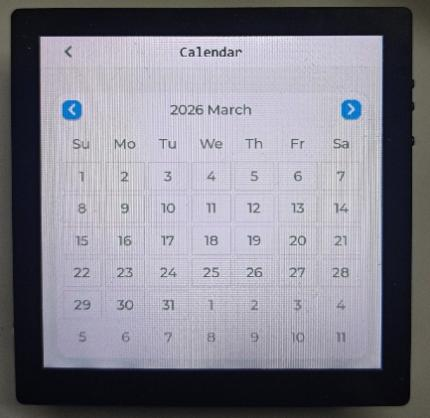 Calendar
2026 March
Su Mo Tu We Th Fr Sa
1 2 3 4 5 6 7
8 9 10 11 12 13 14
15 16 17 18 19 20 21
22 23 24 25 26 27 28
29 30 31 1 2 3 4
5 6 7 8 9 10 11